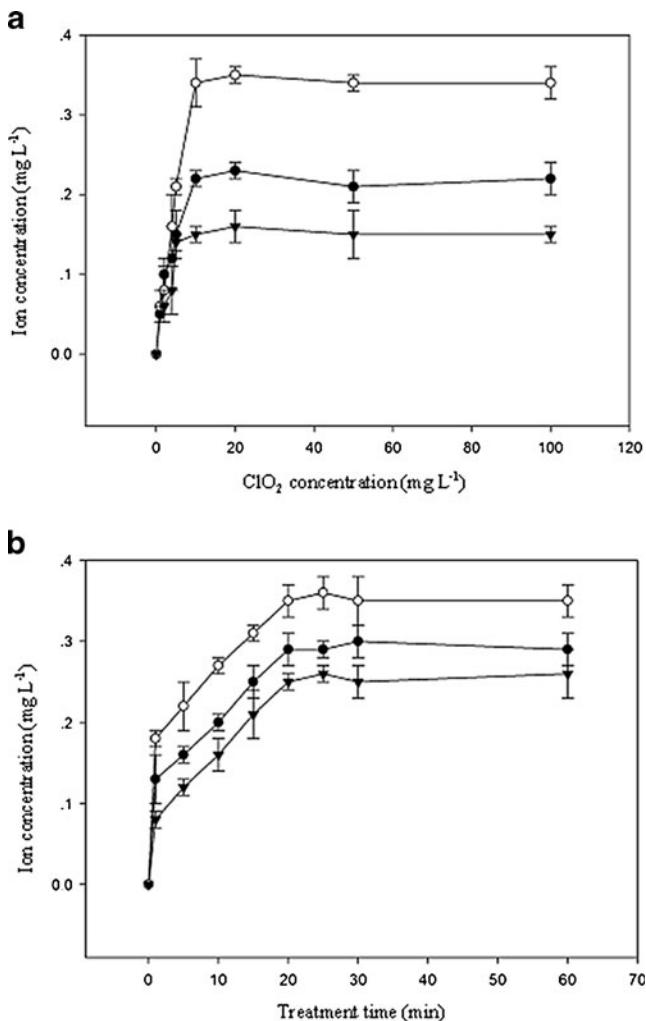 a
.4
.3
.2
.1
0 0
Ion concentration (mg L⁻¹)
0 20 40 60 80 100 120
ClO₂ concentration (mg L⁻¹)
b
.4
.3
.2
.1
0 0
Ion concentration (mg L⁻¹)
0 10 20 30 40 50 60 70
Treatment time (min)